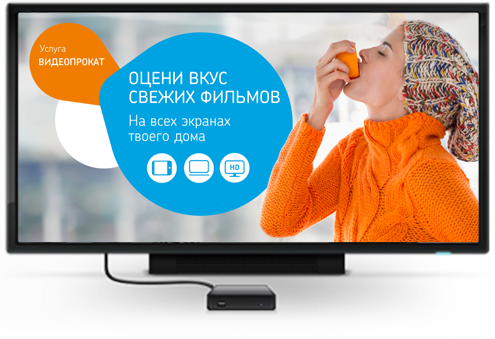 Услуга
ВИДЕОПРОКАТ
ОЦЕНИ ВКУС
СВЕЖИХ ФИЛЬМОВ
На всех экранах
твоего дома
HD